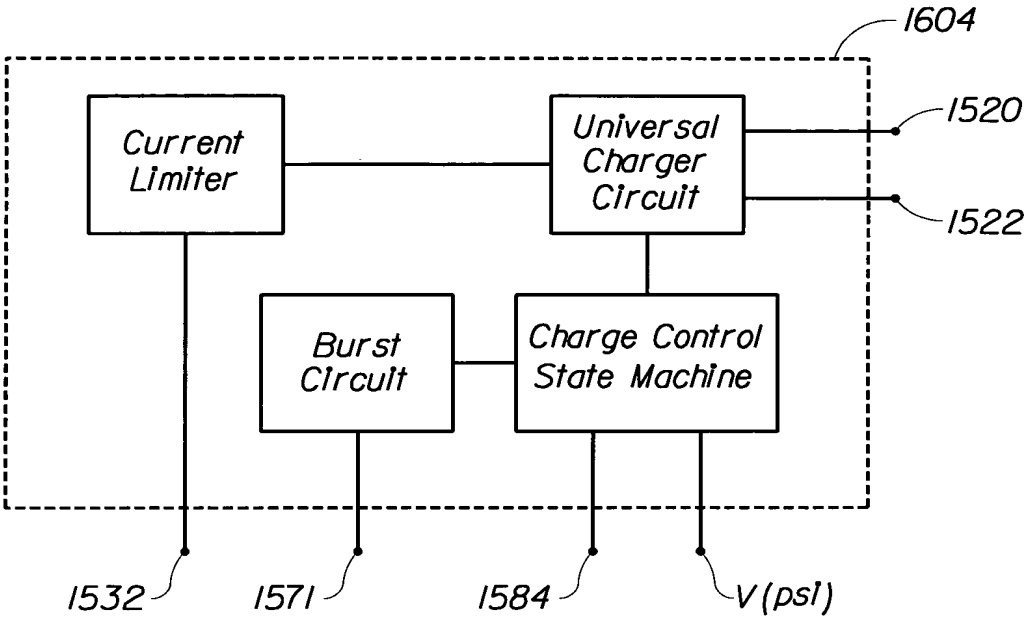 1604
Current
Limiter
Universal
Charger
Circuit
1520
1522
Burst
Circuit
Charge Control
State Machine
1532
1571
1584
V(psi)